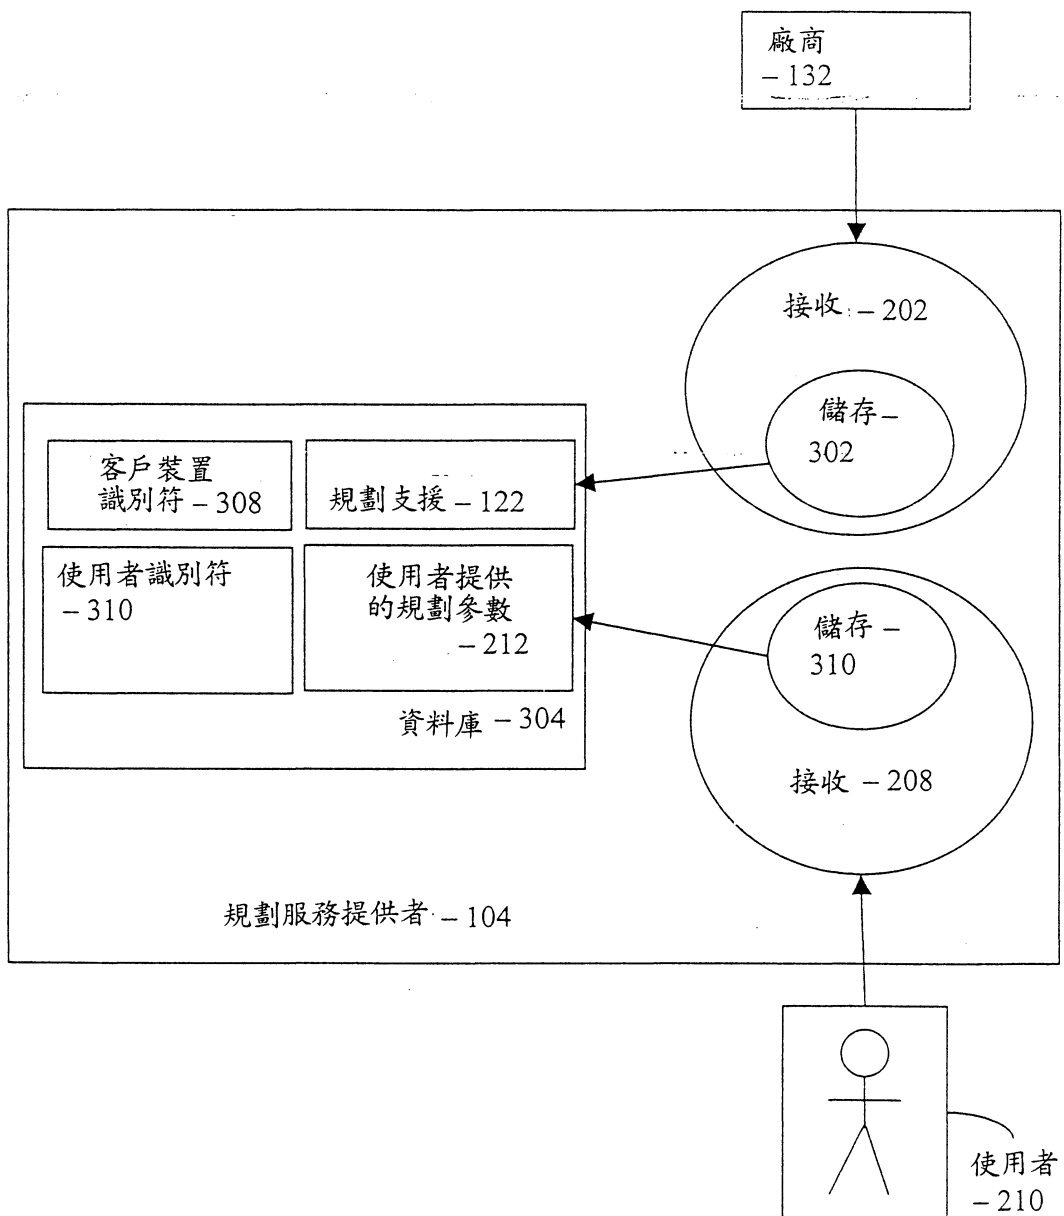 廠商
– 132
接收 – 202
儲存 –
302
客戶裝置
識別符 – 308
規劃支援 – 122
使用者識別符
– 310
使用者提供
的規劃參數
– 212
資料庫 – 304
儲存 –
310
接收 – 208
規劃服務提供者 – 104
使用者
– 210